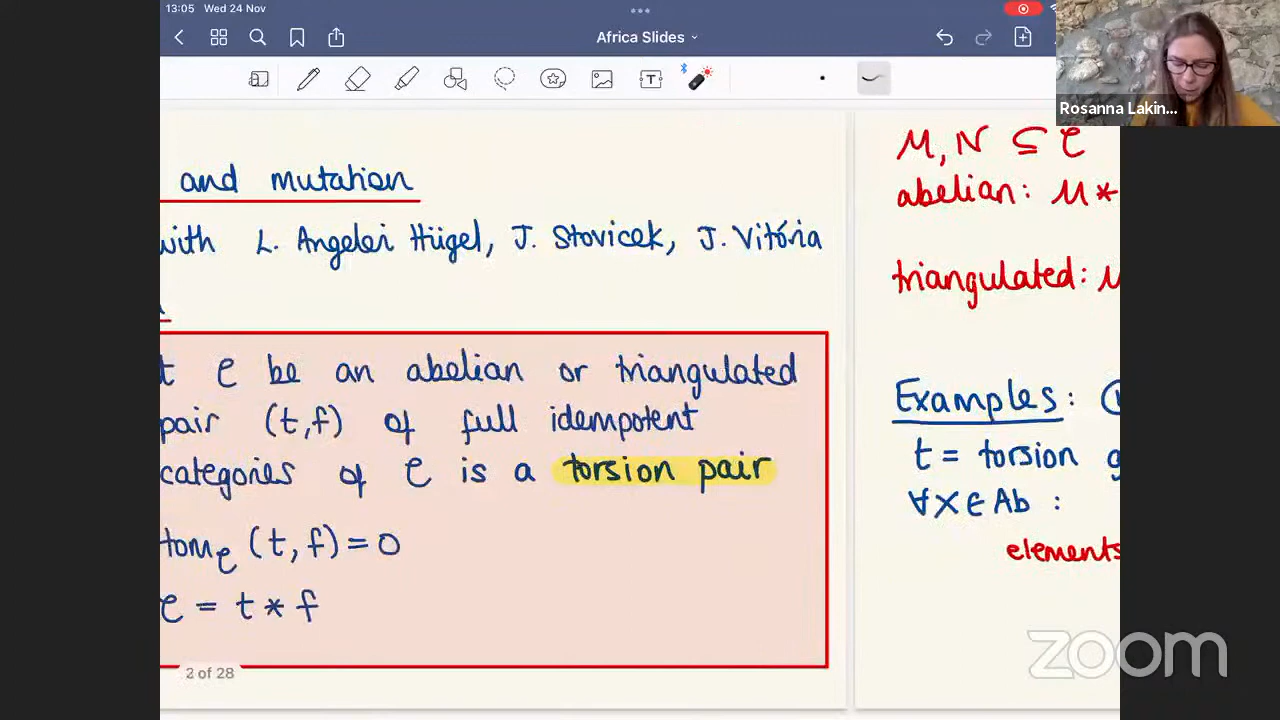 13:05 Wed 24 Nov
Africa Slides
Rosanna Lakin...
and mutation
with L. Angeleri Hügel, J. Stovicek, J. Vitória
t C be an abelian or triangulated
pair (t,f) of full idempotent
categories of C is a torsion pair
Hom_C (t,f) = 0
C = t * f
2 of 28
M, N ⊆ C
abelian: M *
triangulated: M
Examples: 
t = torsion g
∀X∈Ab :
elements
zoom